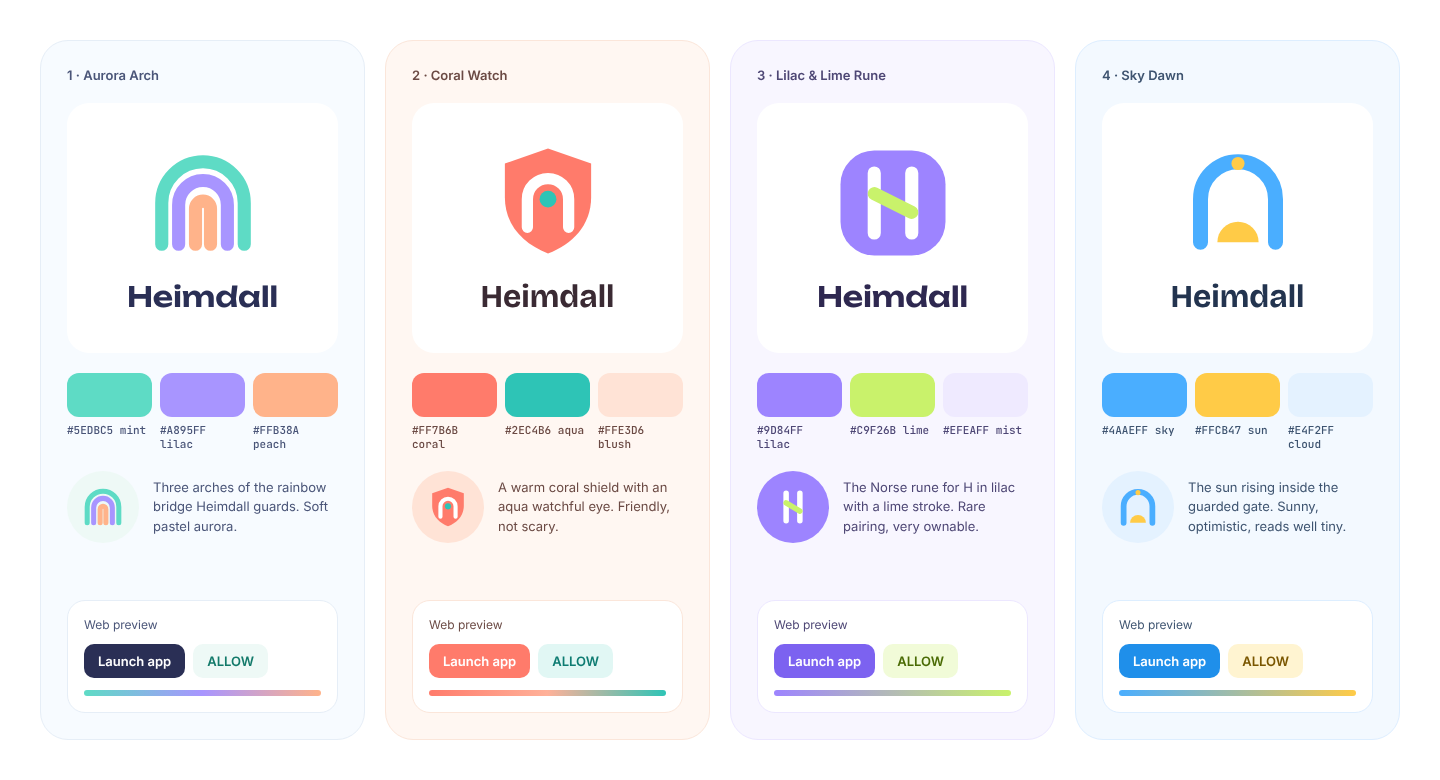 1 · Aurora Arch
Heimdall
#5EDBC5 mint
#A895FF
lilac
#FFB38A
peach
Three arches of the rainbow
bridge Heimdall guards. Soft
pastel aurora.
Web preview
Launch app
ALLOW
2 · Coral Watch
Heimdall
#FF7B6B
coral
#2EC4B6 aqua
#FFE3D6
blush
A warm coral shield with an
aqua watchful eye. Friendly,
not scary.
Web preview
Launch app
ALLOW
3 · Lilac & Lime Rune
Heimdall
#9D84FF
lilac
#C9F26B lime
#EFEAFF mist
The Norse rune for H in lilac
with a lime stroke. Rare
pairing, very ownable.
Web preview
Launch app
ALLOW
4 · Sky Dawn
Heimdall
#4AAEFF sky
#FFCB47 sun
#E4F2FF
cloud
The sun rising inside the
guarded gate. Sunny,
optimistic, reads well tiny.
Web preview
Launch app
ALLOW